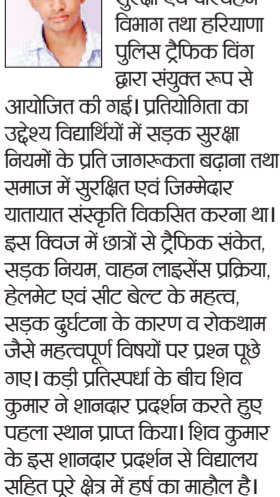 सुरक्षा एवं परिवहन
विभाग तथा हरियाणा
पुलिस ट्रैफिक विंग
द्वारा संयुक्त रूप से
आयोजित की गई। प्रतियोगिता का
उद्देश्य विद्यार्थियों में सड़क सुरक्षा
नियमों के प्रति जागरूकता बढ़ाना तथा
समाज में सुरक्षित एवं जिम्मेदार
यातायात संस्कृति विकसित करना था।
इस क्विज में छात्रों से ट्रैफिक संकेत,
सड़क नियम, वाहन लाइसेंस प्रक्रिया,
हेलमेट एवं सीट बेल्ट के महत्व,
सड़क दुर्घटना के कारण व रोकथाम
जैसे महत्वपूर्ण विषयों पर प्रश्न पूछे
गए। कड़ी प्रतिस्पर्धा के बीच शिव
कुमार ने शानदार प्रदर्शन करते हुए
पहला स्थान प्राप्त किया। शिव कुमार
के इस शानदार प्रदर्शन से विद्यालय
सहित पूरे क्षेत्र में हर्ष का माहौल है।